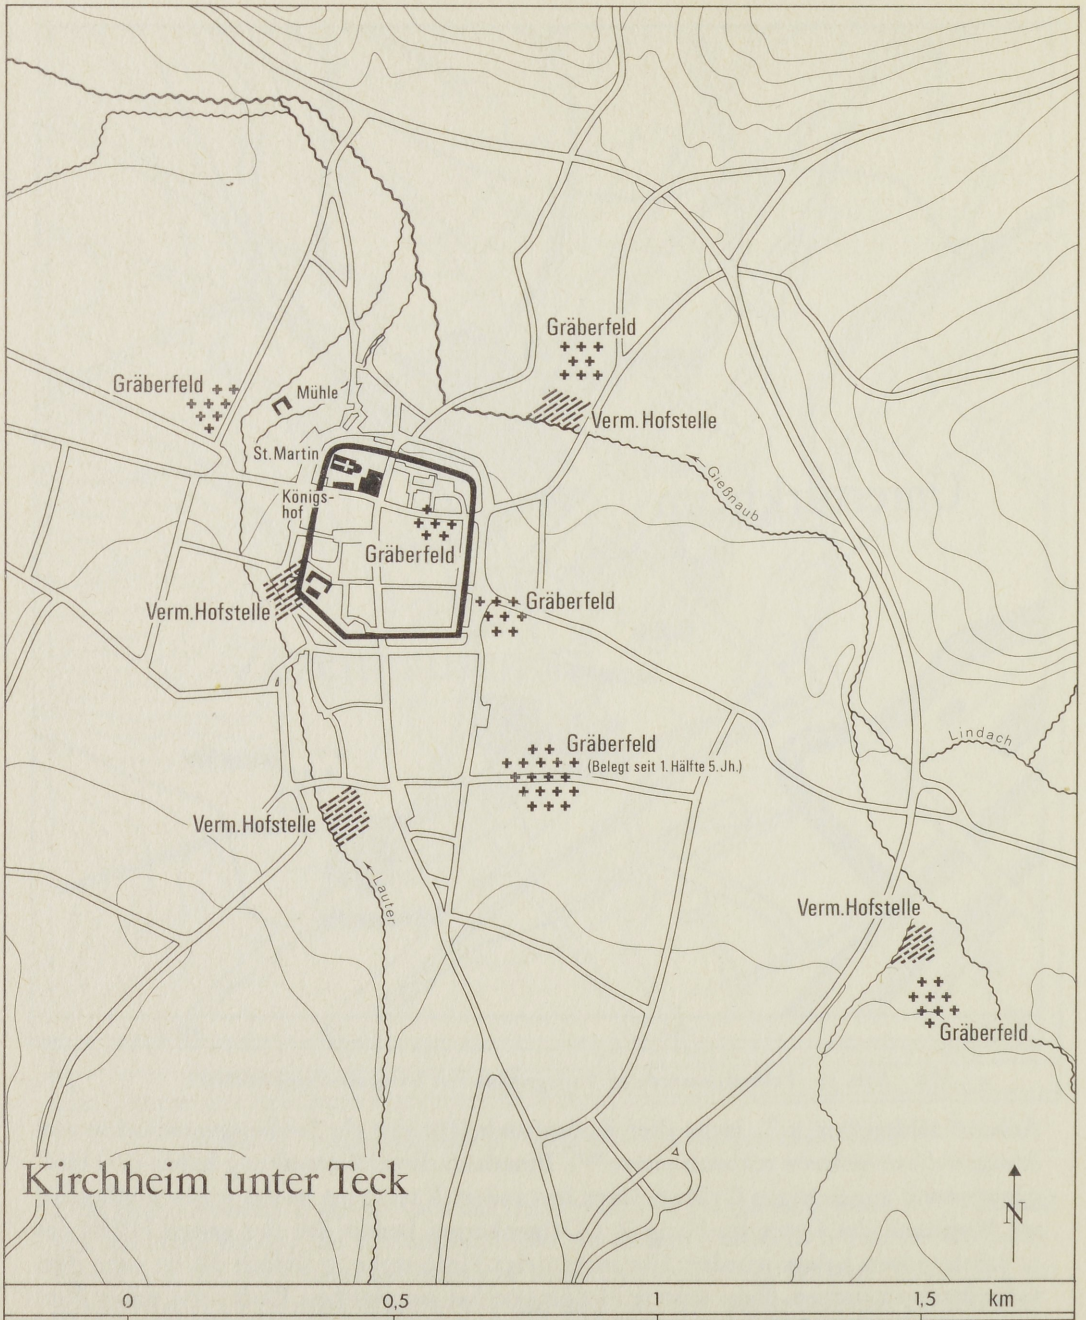 Gräberfeld
Gräberfeld
Mühle
Verm. Hofstelle
St. Martin
Gießnaub
Königs-
hof
Gräberfeld
Verm. Hofstelle
Gräberfeld
Lindach
Gräberfeld
(Belegt seit 1. Hälfte 5. Jh.)
Verm. Hofstelle
Lauter
Verm. Hofstelle
Gräberfeld
Kirchheim unter Teck
N
0 0,5 1 1,5 km